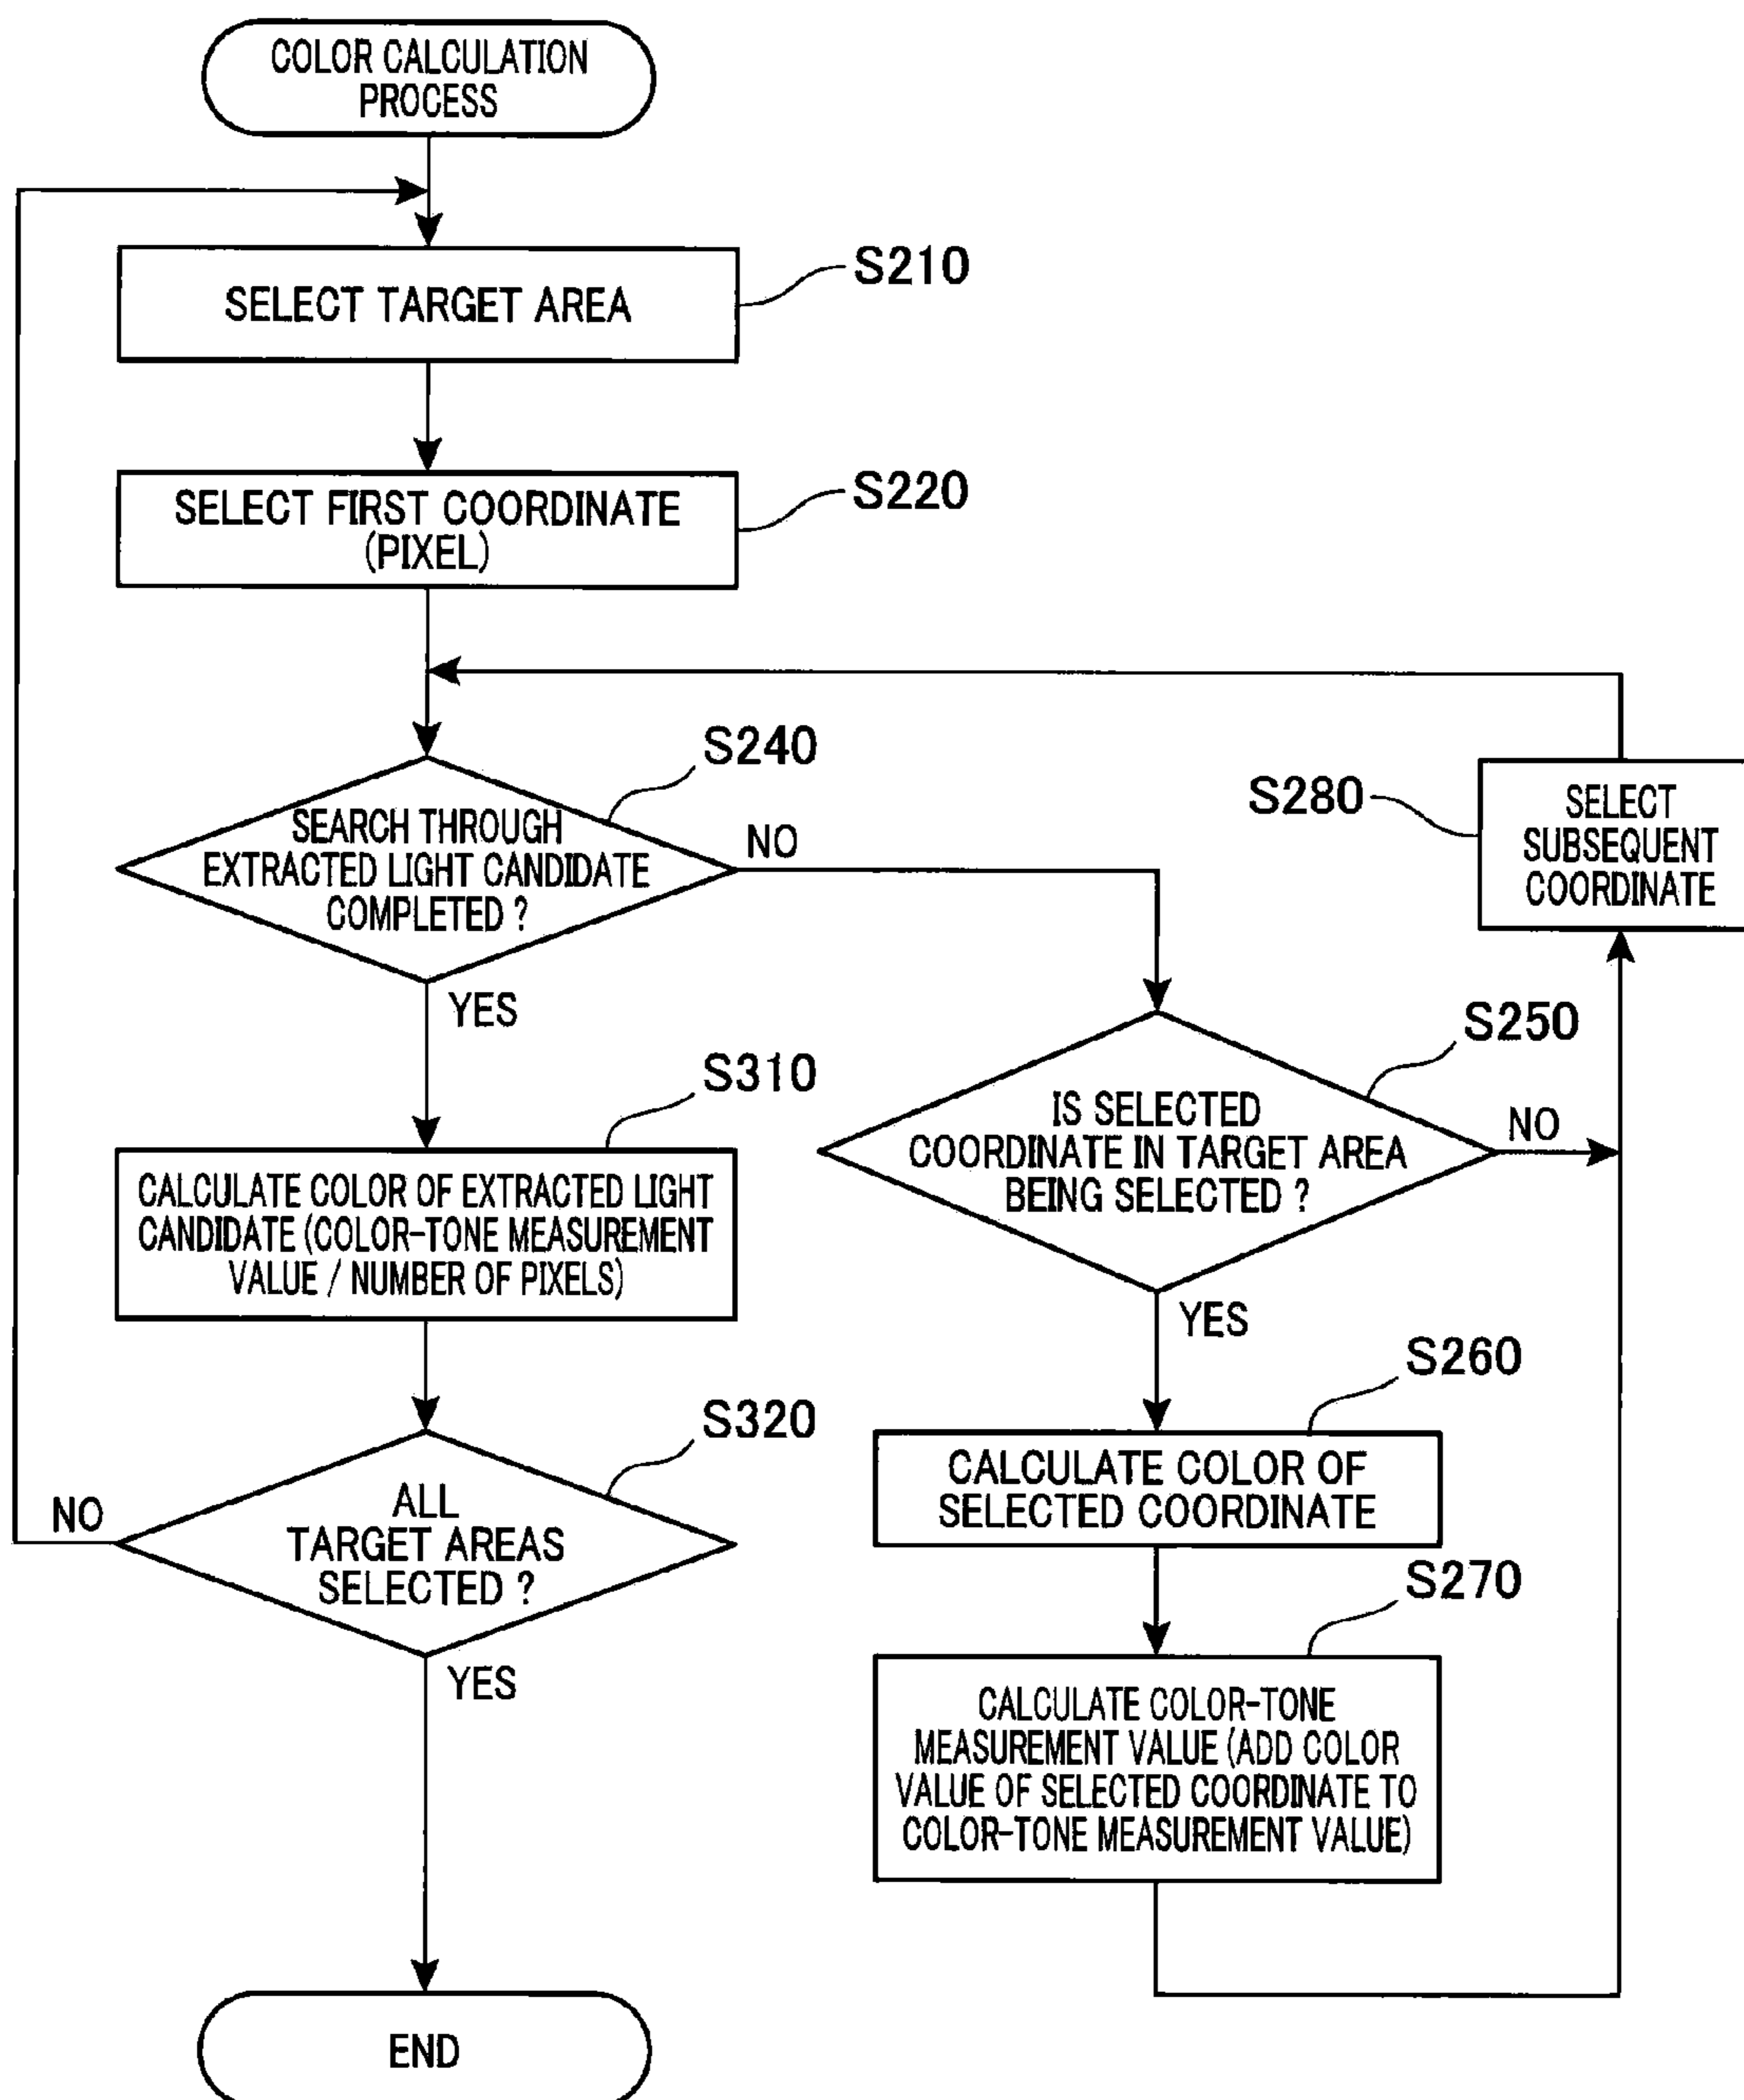 COLOR CALCULATION
PROCESS
S210
SELECT TARGET AREA
S220
SELECT FIRST COORDINATE
(PIXEL)
S240
SEARCH THROUGH
EXTRACTED LIGHT CANDIDATE
COMPLETED ?
NO
YES
S280
SELECT
SUBSEQUENT
COORDINATE
S250
IS SELECTED
COORDINATE IN TARGET AREA
BEING SELECTED ?
NO
YES
S310
CALCULATE COLOR OF EXTRACTED LIGHT
CANDIDATE (COLOR-TONE MEASUREMENT
VALUE / NUMBER OF PIXELS)
S260
CALCULATE COLOR OF
SELECTED COORDINATE
S320
ALL
TARGET AREAS
SELECTED ?
NO
YES
S270
CALCULATE COLOR-TONE
MEASUREMENT VALUE (ADD COLOR
VALUE OF SELECTED COORDINATE TO
COLOR-TONE MEASUREMENT VALUE)
END